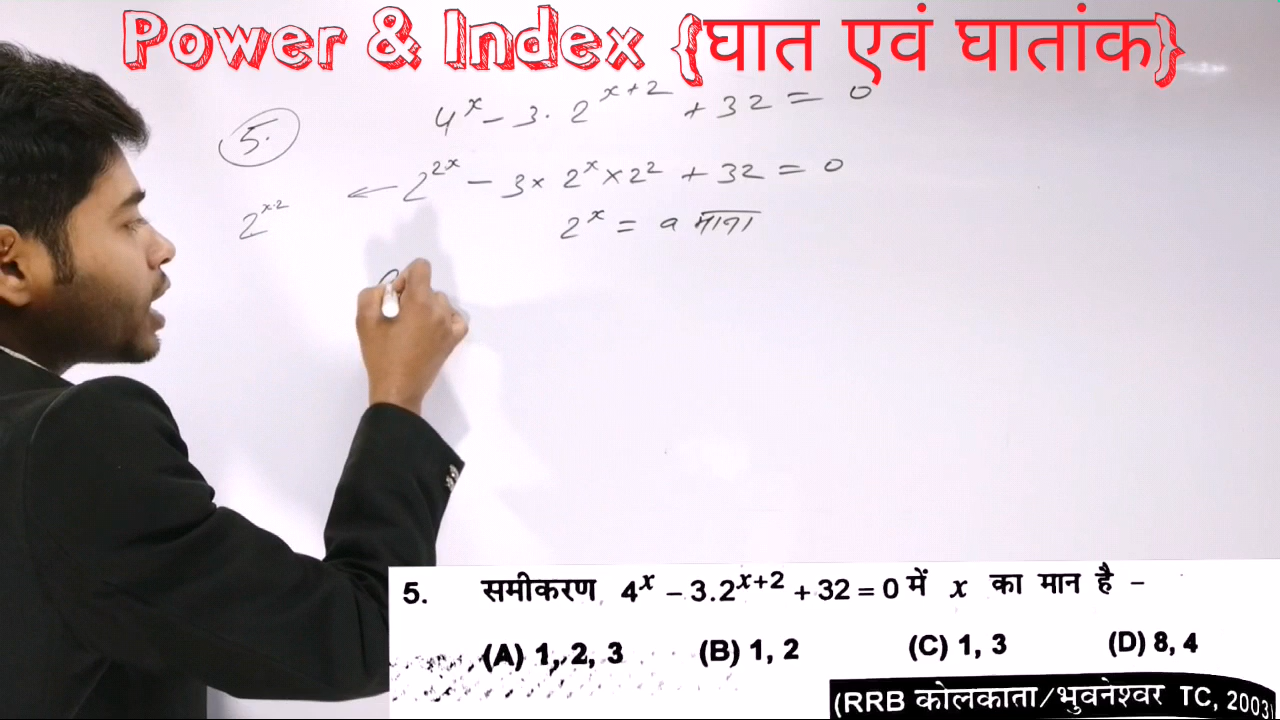 Power & Index {घात एवं घातांक}
5. 4^x - 3. 2^{x+2} + 32 = 0
2^{x.2} ← 2^{2x} - 3 × 2^x × 2^2 + 32 = 0
2^x = a माना
5. समीकरण 4^x – 3.2^{x+2} + 32 = 0 में x का मान है –
(A) 1, 2, 3 (B) 1, 2 (C) 1, 3 (D) 8, 4
(RRB कोलकाता/भुवनेश्वर TC, 2003)